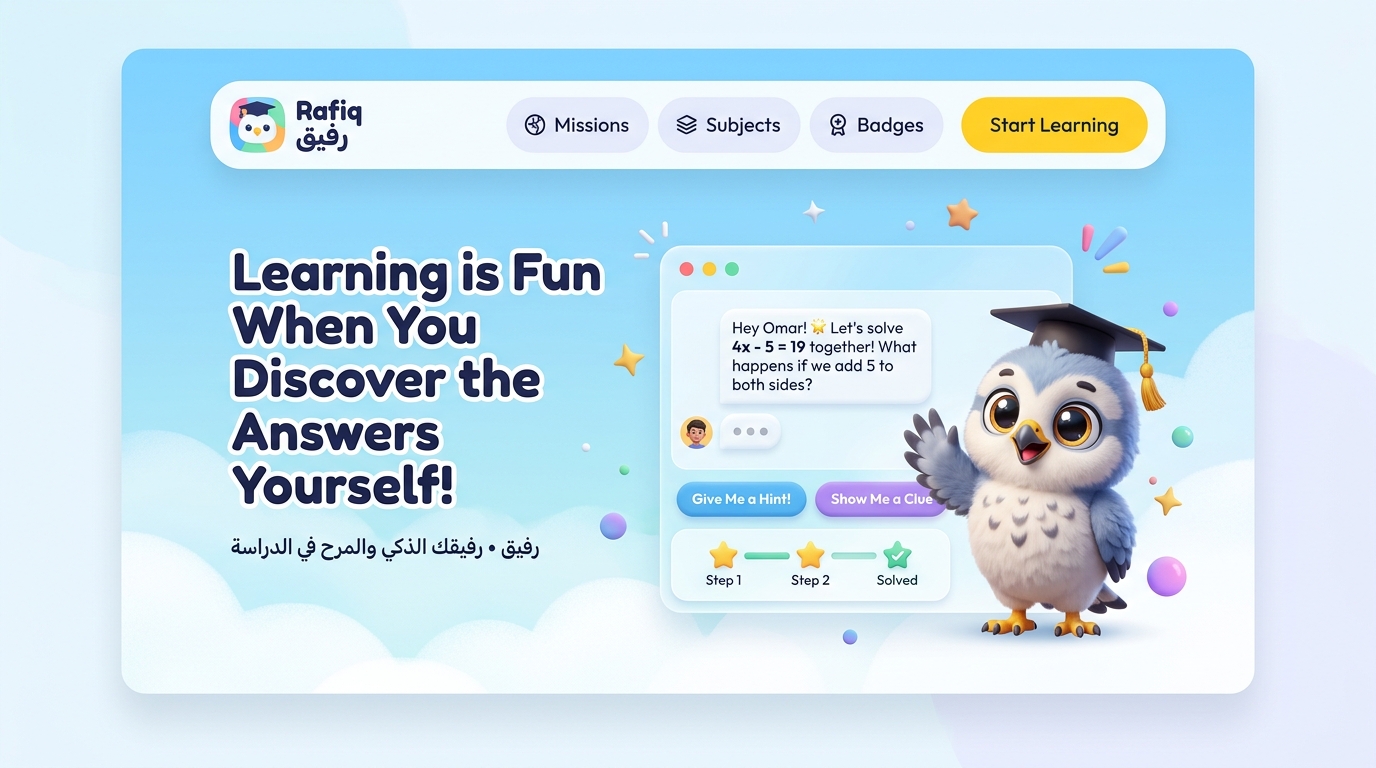 Rafiq
رفيق
Missions
Subjects
Badges
Start Learning
Learning is Fun
When You
Discover the
Answers
Yourself!
رفيق • رفيقك الذكي والمرح في الدراسة
Hey Omar! 🌟 Let's solve
4x - 5 = 19 together! What
happens if we add 5 to
both sides?
Give Me a Hint!
Show Me a Clue
Step 1
Step 2
Solved